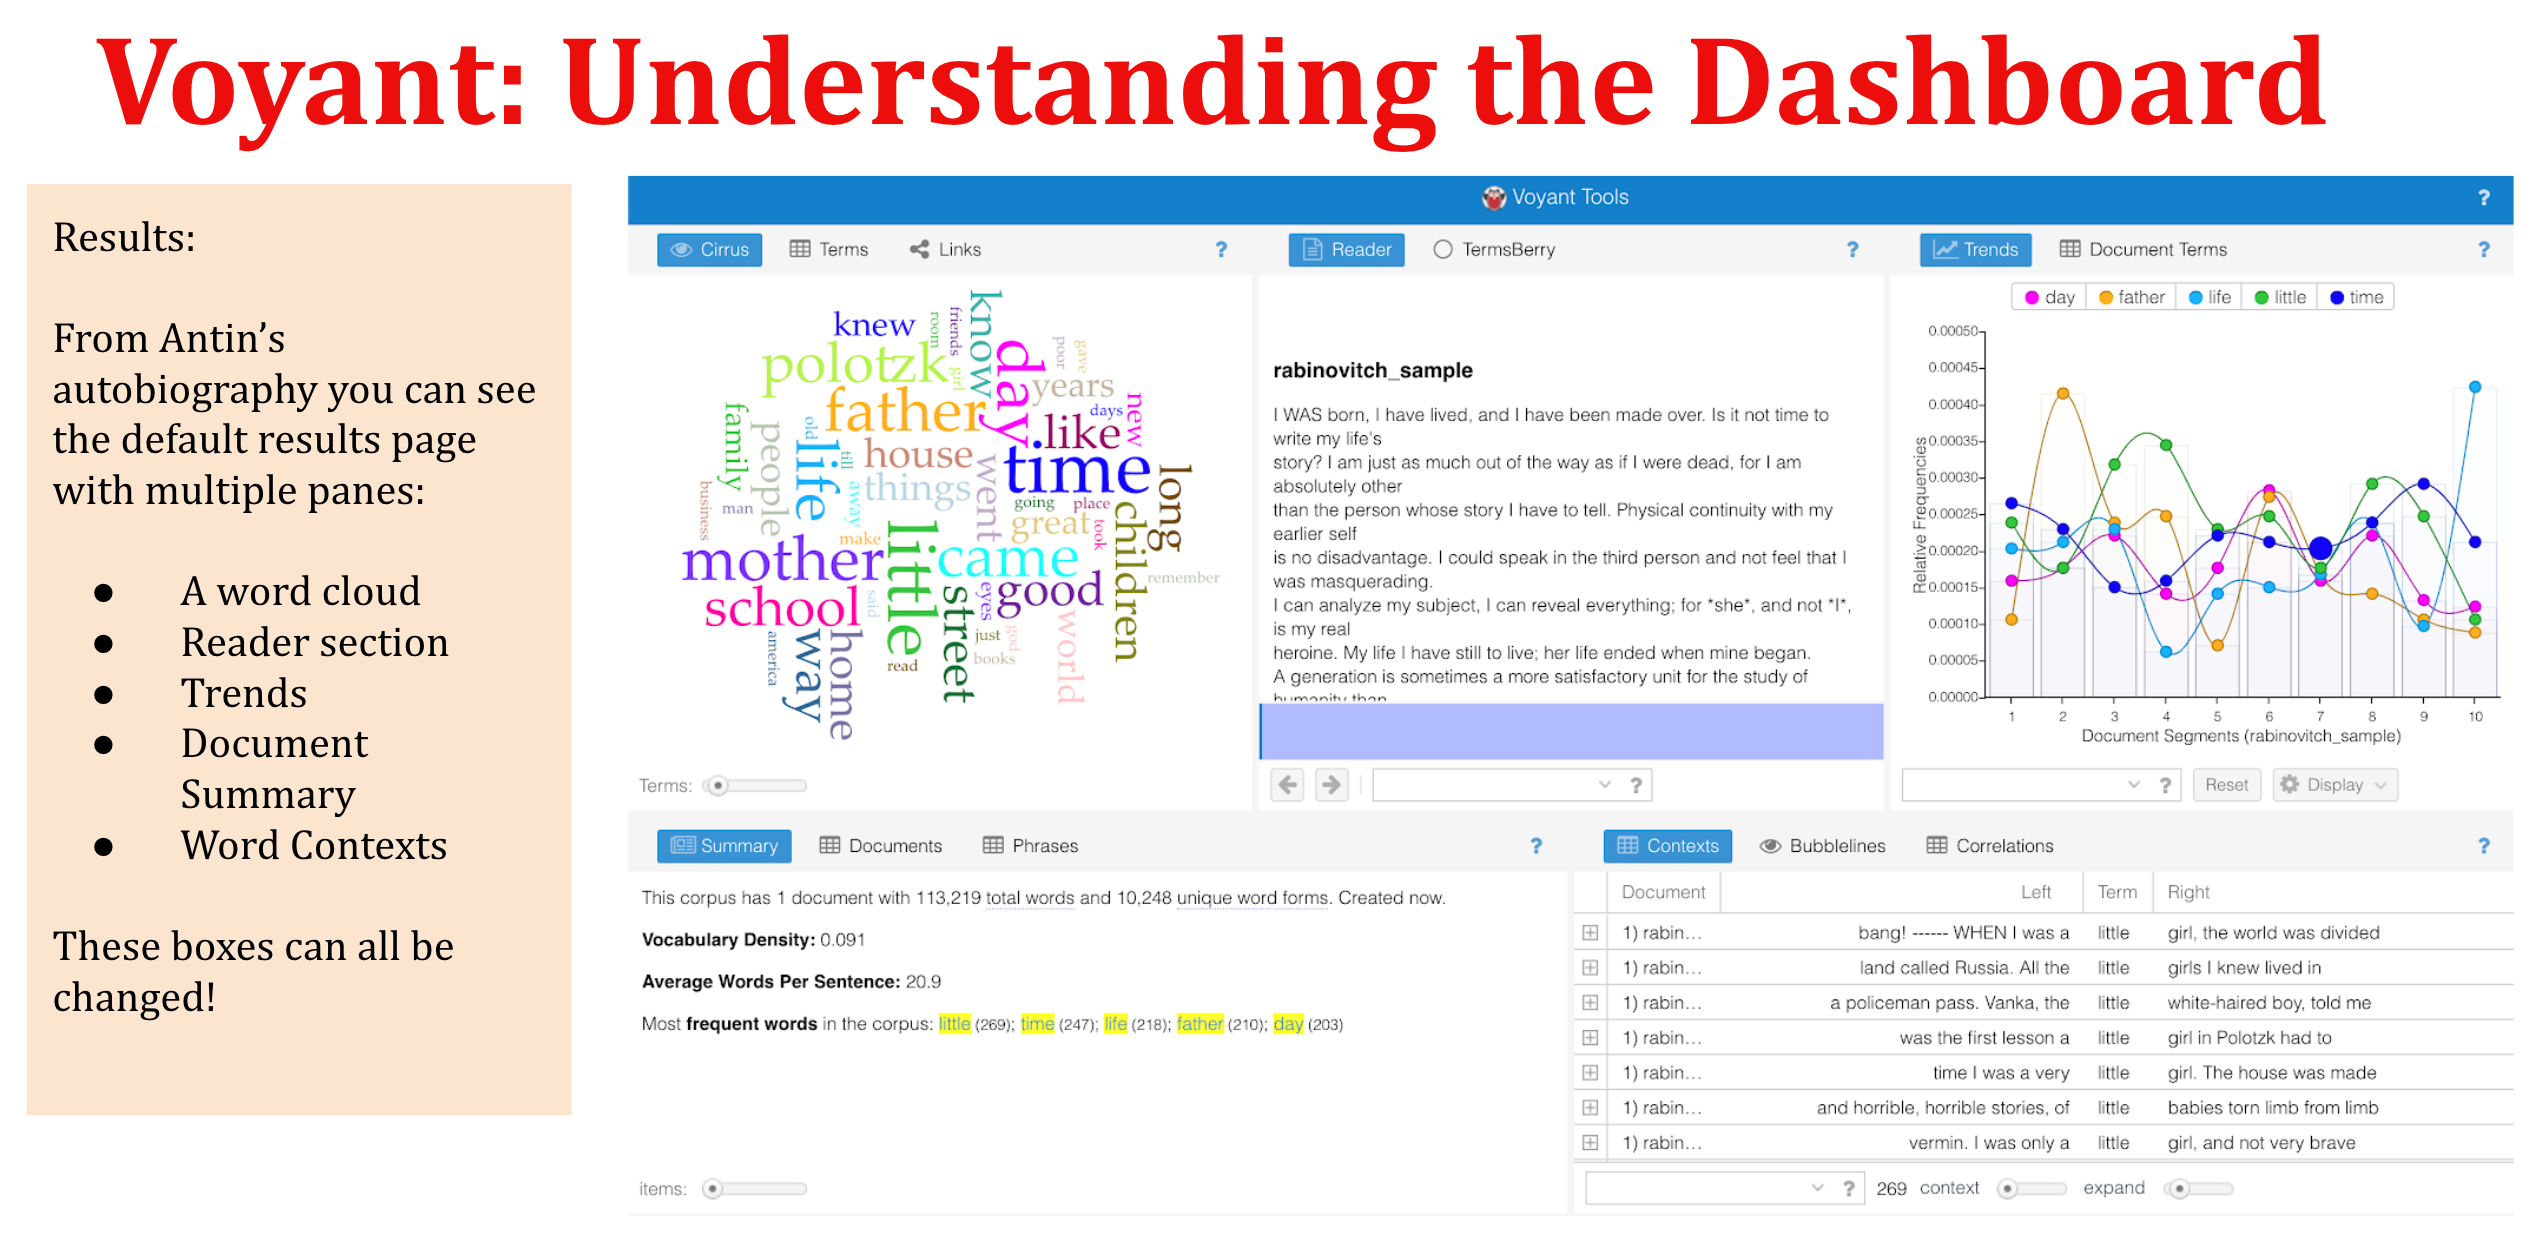 Voyant: Understanding the Dashboard
Results:
From Antin’s
autobiography you can see
the default results page
with multiple panes:
● A word cloud
● Reader section
● Trends
● Document
Summary
● Word Contexts
These boxes can all be
changed!
Voyant Tools ?
Cirrus Terms Links ?
know
knew
room
friends
polotzk
girl
day
poor
gave
years
father
family
people
old
life
till
house
.like
days
new
time
things
went
away
business
man
going
place
long
great
took
children
make
mother
little
came
remember
school
said
street
eyes
good
god
world
america
way
home
read
just
books
Terms:
Reader TermsBerry ?
rabinovitch_sample
I WAS born, I have lived, and I have been made over. Is it not time to
write my life's
story? I am just as much out of the way as if I were dead, for I am
absolutely other
than the person whose story I have to tell. Physical continuity with my
earlier self
is no disadvantage. I could speak in the third person and not feel that I
was masquerading.
I can analyze my subject, I can reveal everything; for *she*, and not *I*,
is my real
heroine. My life I have still to live; her life ended when mine began.
A generation is sometimes a more satisfactory unit for the study of
humanity than
?
Trends Document Terms ?
day father life little time
Relative Frequencies
0.00050
0.00045
0.00040
0.00035
0.00030
0.00025
0.00020
0.00015
0.00010
0.00005
0.00000
1 2 3 4 5 6 7 8 9 10
Document Segments (rabinovitch_sample)
? Reset Display
Summary Documents Phrases ?
This corpus has 1 document with 113,219 total words and 10,248 unique word forms. Created now.
Vocabulary Density: 0.091
Average Words Per Sentence: 20.9
Most frequent words in the corpus: little (269); time (247); life (218); father (210); day (203)
items:
Contexts Bubblelines Correlations ?
Document Left Term Right
1) rabin... bang! ------ WHEN I was a little girl, the world was divided
1) rabin... land called Russia. All the little girls I knew lived in
1) rabin... a policeman pass. Vanka, the little white-haired boy, told me
1) rabin... was the first lesson a little girl in Polotzk had to
1) rabin... time I was a very little girl. The house was made
1) rabin... and horrible, horrible stories, of little babies torn limb from limb
1) rabin... vermin. I was only a little girl, and not very brave
? 269 context expand